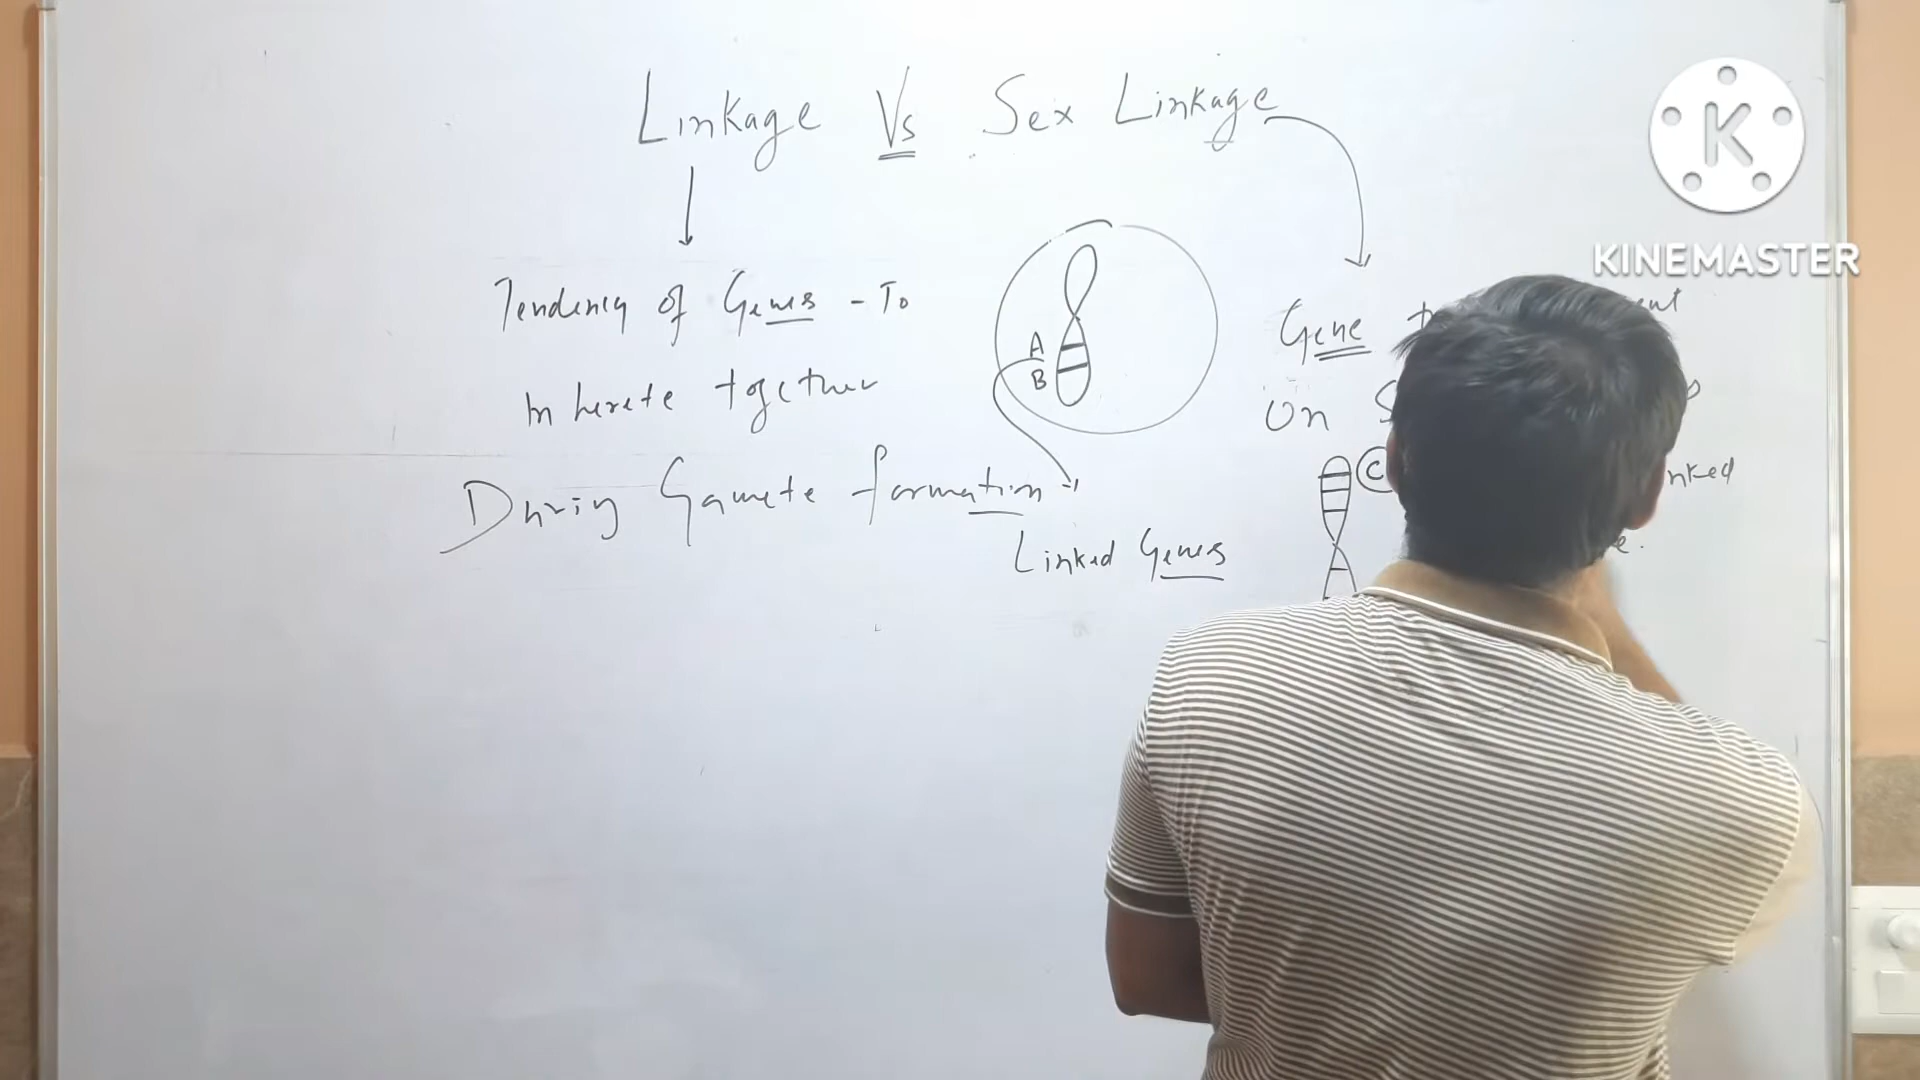 Linkage Vs Sex Linkage
Tendency of Genes - To
Inherete together
During Gamete formation
A
B
Linked Genes
Gene
on
C
K
KINEMASTER